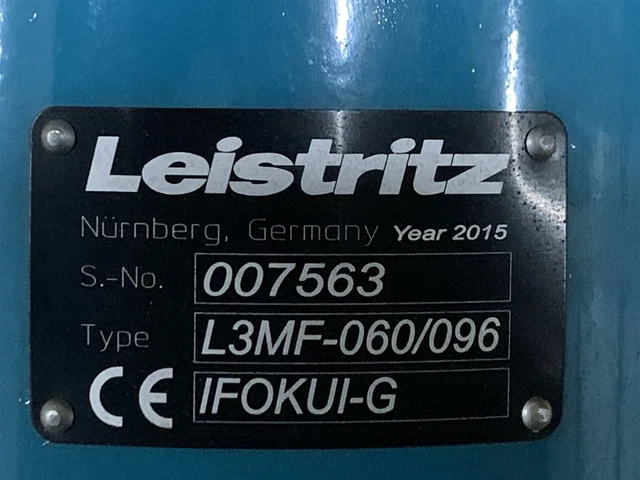 Leistritz
Nürnberg, Germany Year 2015
S.-No. 007563
Type L3MF-060/096
CE IFOKUI-G